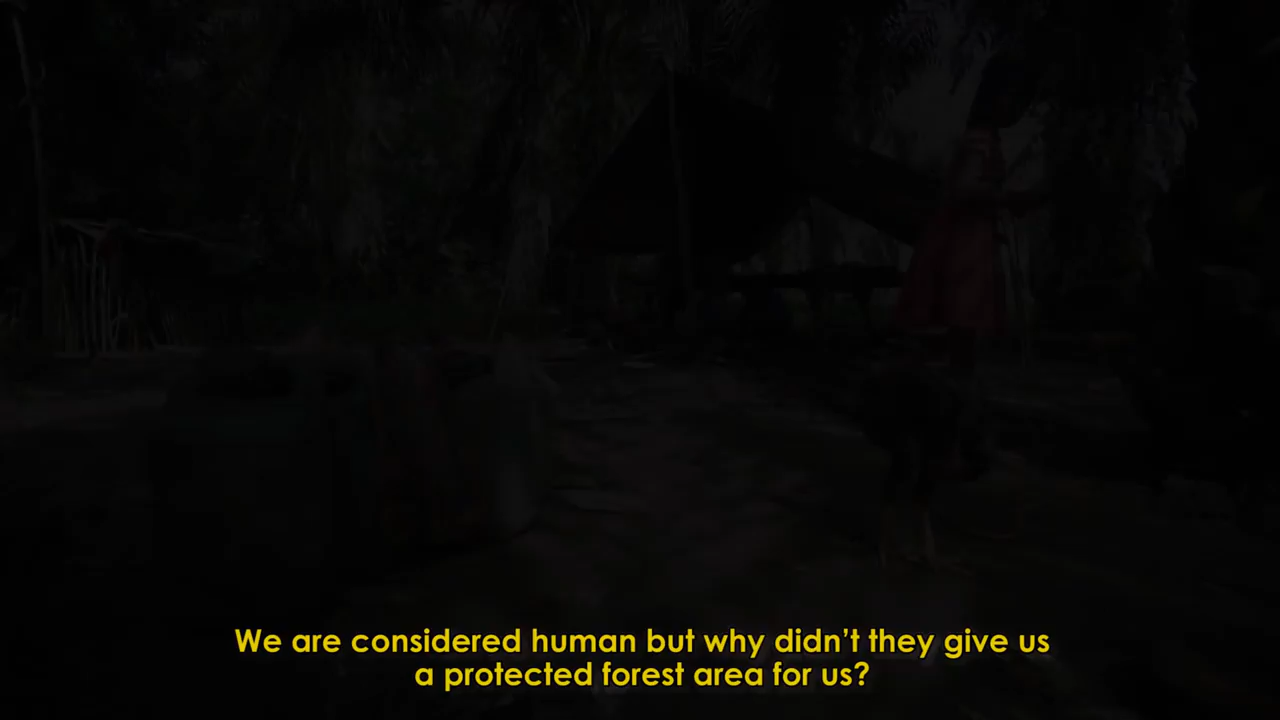 We are considered human but why didn’t they give us
a protected forest area for us?